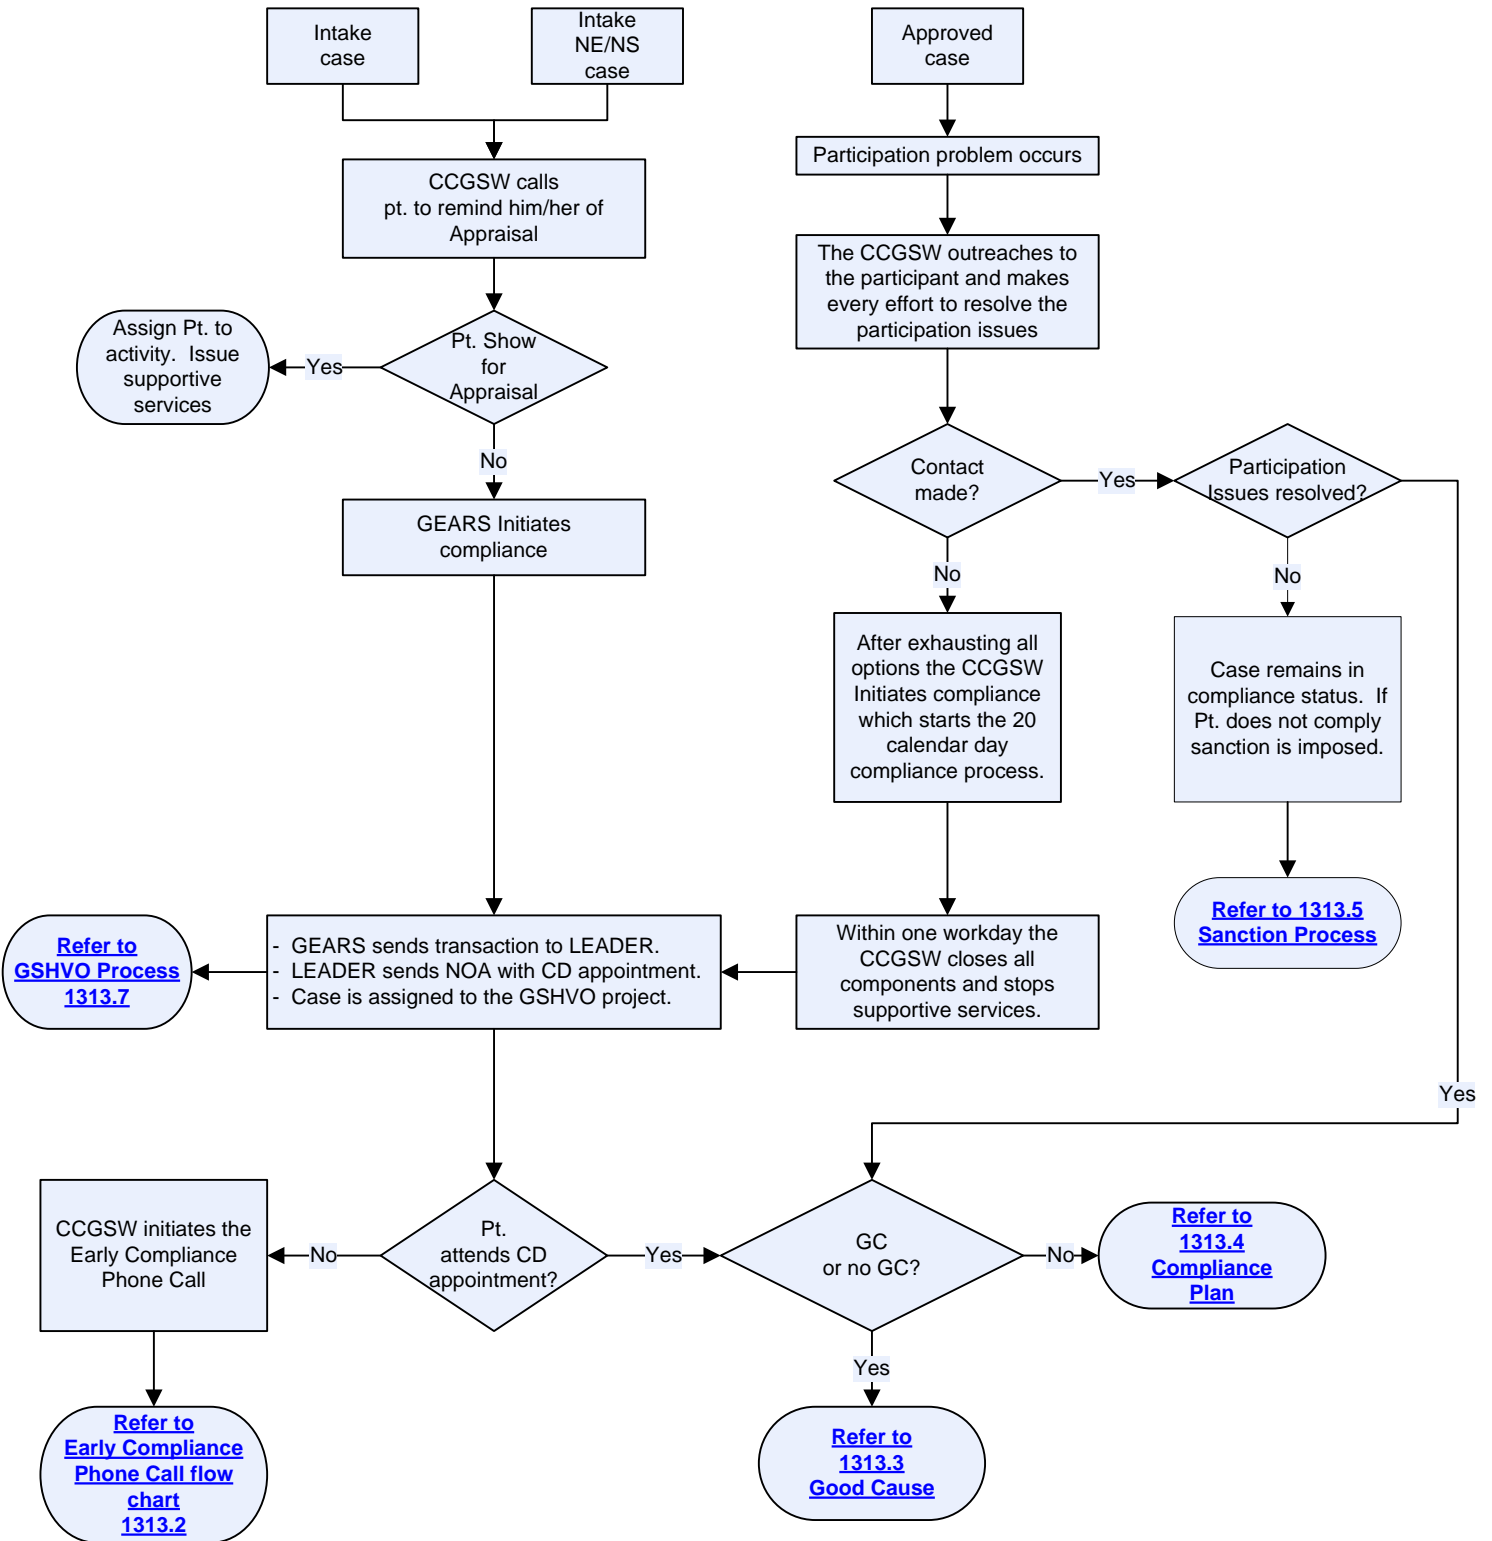 Intake
case
Intake
NE/NS
case
Approved
case
Participation problem occurs
CCGSW calls
pt. to remind him/her of
Appraisal
The CCGSW outreaches to
the participant and makes
every effort to resolve the
participation issues
Assign Pt. to
activity.  Issue
supportive
services
Yes
Pt. Show
for
Appraisal
No
Contact
made?
Yes
Participation
Issues resolved?
GEARS Initiates
compliance
No
No
After exhausting all
options the CCGSW
Initiates compliance
which starts the 20
calendar day
compliance process.
Case remains in
compliance status.  If
Pt. does not comply
sanction is imposed.
Refer to 1313.5
Sanction Process
Refer to
GSHVO Process
1313.7
-  GEARS sends transaction to LEADER.
-  LEADER sends NOA with CD appointment.
-  Case is assigned to the GSHVO project.
Within one workday the
CCGSW closes all
components and stops
supportive services.
Yes
CCGSW initiates the
Early Compliance
Phone Call
No
Pt.
attends CD
appointment?
Yes
GC
or no GC?
No
Refer to
1313.4
Compliance
Plan
Yes
Refer to
Early Compliance
Phone Call flow
chart
1313.2
Refer to
1313.3
Good Cause